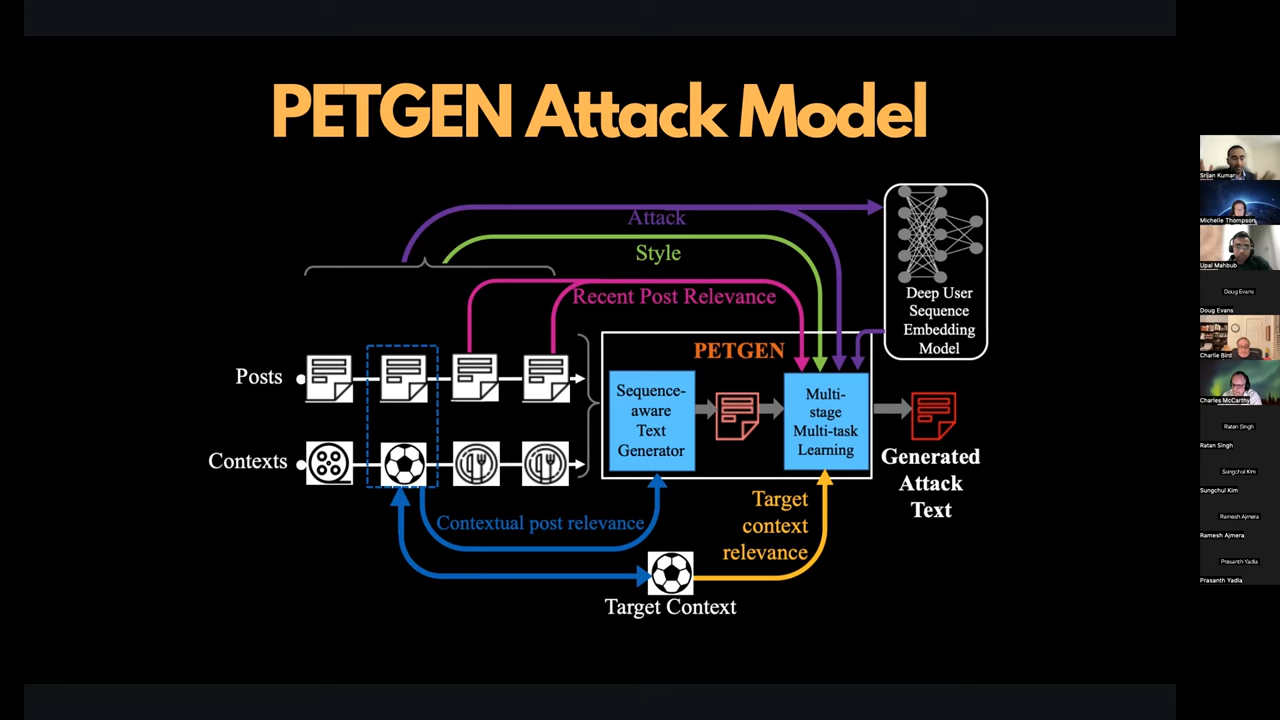 PETGEN Attack Model
Attack
Style
Recent Post Relevance
Deep User
Sequence
Embedding
Model
PETGEN
Posts
Sequence-
aware
Text
Generator
Multi-
stage
Multi-task
Learning
Contexts
Generated
Attack
Text
Contextual post relevance
Target
context
relevance
Target Context
Srijan Kumar
Michelle Thompson
Upal Mahbub
Doug Evans
Doug Evans
Charlie Bird
Charles McCarthy
Ratan Singh
Ratan Singh
Sungchul Kim
Sungchul Kim
Ramesh Ajmera
Ramesh Ajmera
Prasanth Yadla
Prasanth Yadla